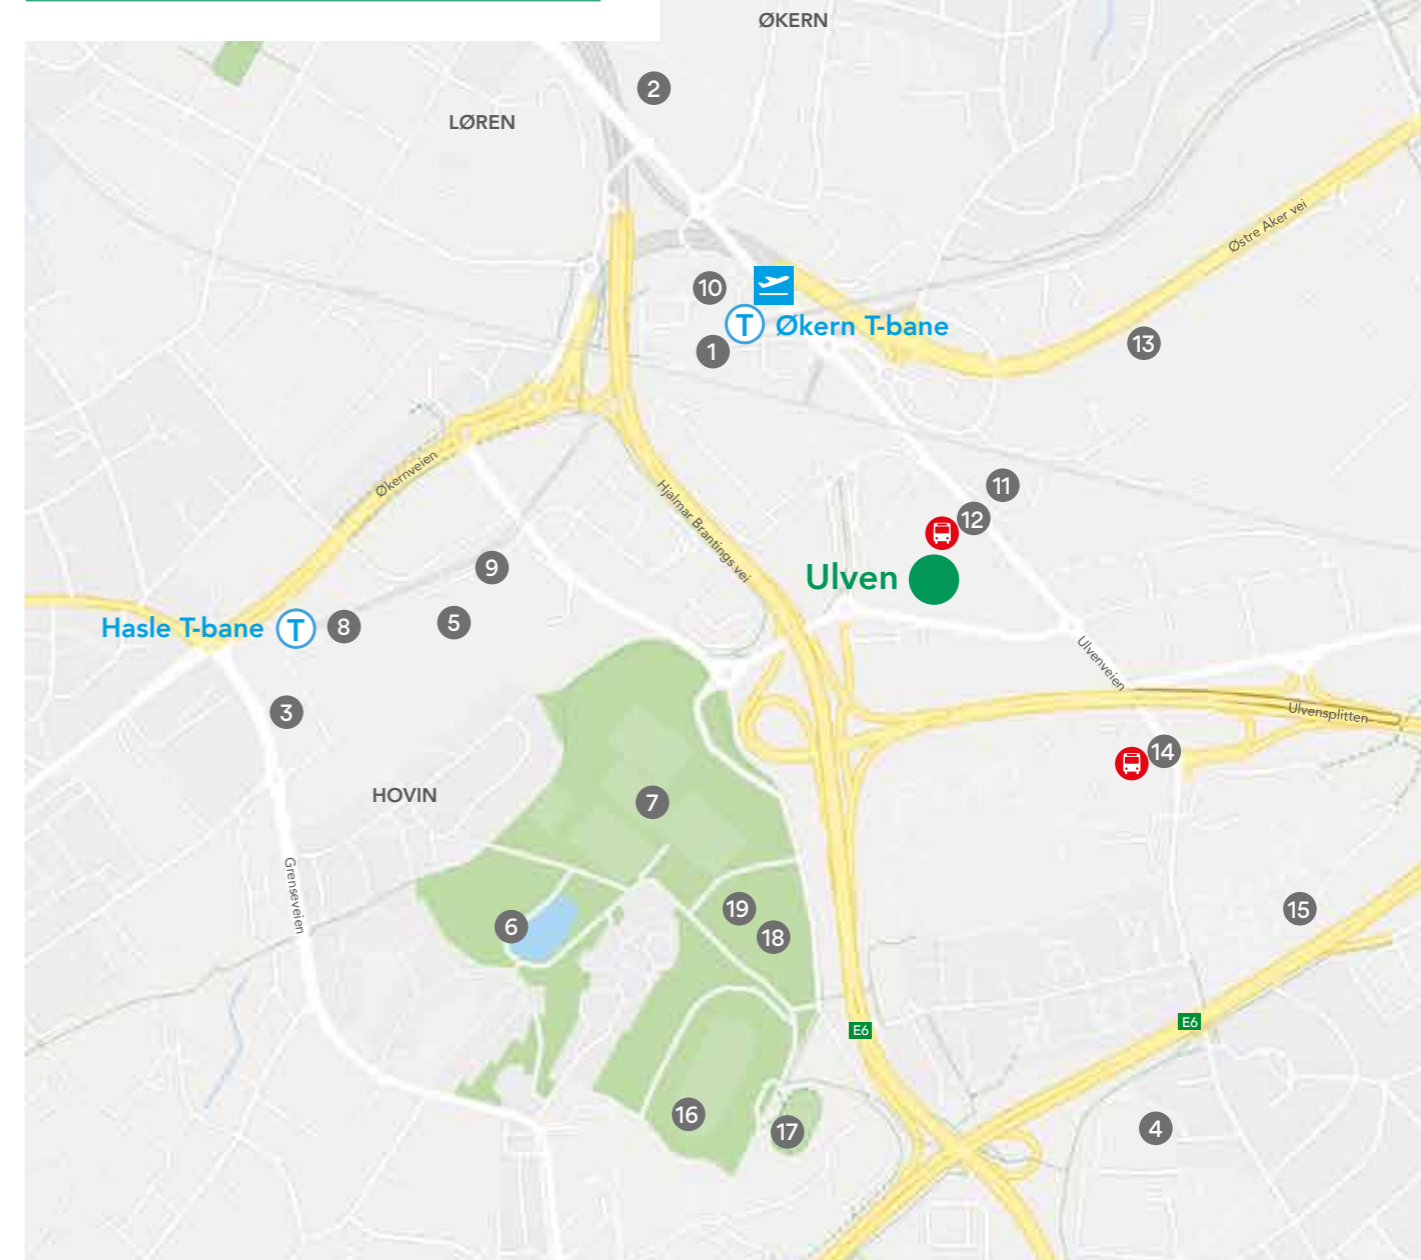 ØKERN
2
LØREN
Østre Aker vei
10
T Økern T-bane
1
13
Økernveien
Hjalmar Brantings vei
11
12
9
Ulven
Hasle T-bane T
8
5
Ulvenveien
3
Ulvensplitten
14
HOVIN
7
Grenseveien
19
15
6
18
E6
E6
16
17
4